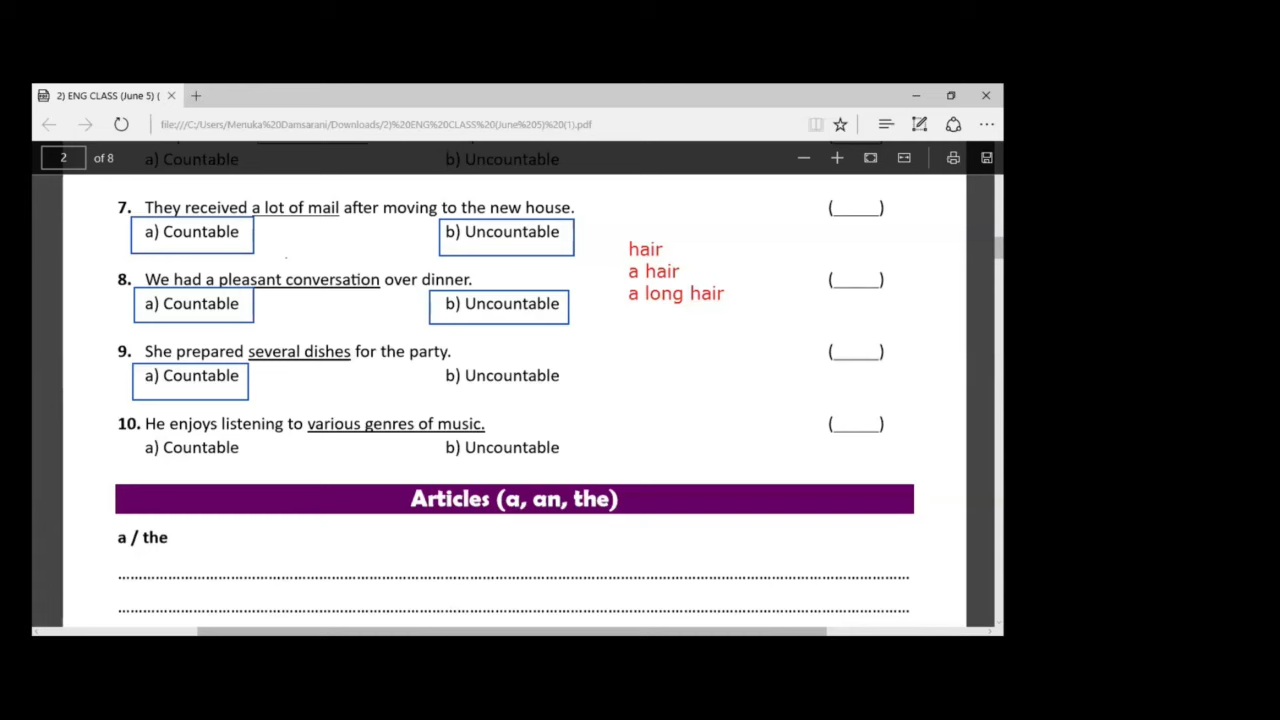 2) ENG CLASS (June 5) (
file:///C:/Users/Menuka%20Damsarani/Downloads/2)%20ENG%20CLASS%20(June%205)%20(1).pdf
2 of 8
a) Countable b) Uncountable
7. They received a lot of mail after moving to the new house. (_____)
a) Countable b) Uncountable
hair
a hair
a long hair
8. We had a pleasant conversation over dinner. (_____)
a) Countable b) Uncountable
9. She prepared several dishes for the party. (_____)
a) Countable b) Uncountable
10. He enjoys listening to various genres of music. (_____)
a) Countable b) Uncountable
Articles (a, an, the)
a / the